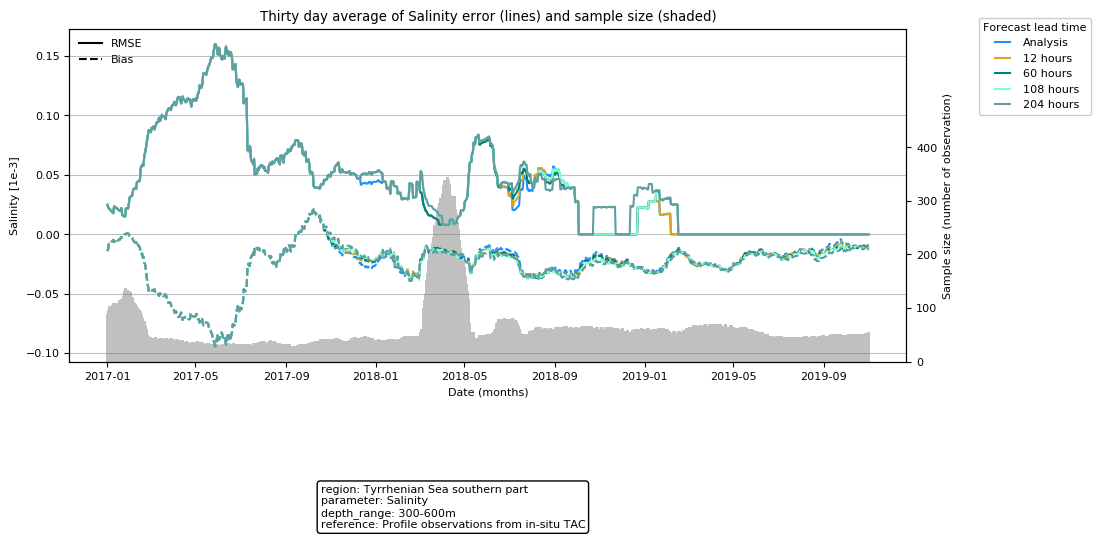 Thirty day average of Salinity error (lines) and sample size (shaded)
RMSE
Bias
Forecast lead time
Analysis
12 hours
60 hours
108 hours
204 hours
Salinity [1e-3]
0.15
0.10
0.05
0.00
−0.05
−0.10
Sample size (number of observation)
400
300
200
100
0
2017-01 2017-05 2017-09 2018-01 2018-05 2018-09 2019-01 2019-05 2019-09
Date (months)
region: Tyrrhenian Sea southern part
parameter: Salinity
depth_range: 300-600m
reference: Profile observations from in-situ TAC